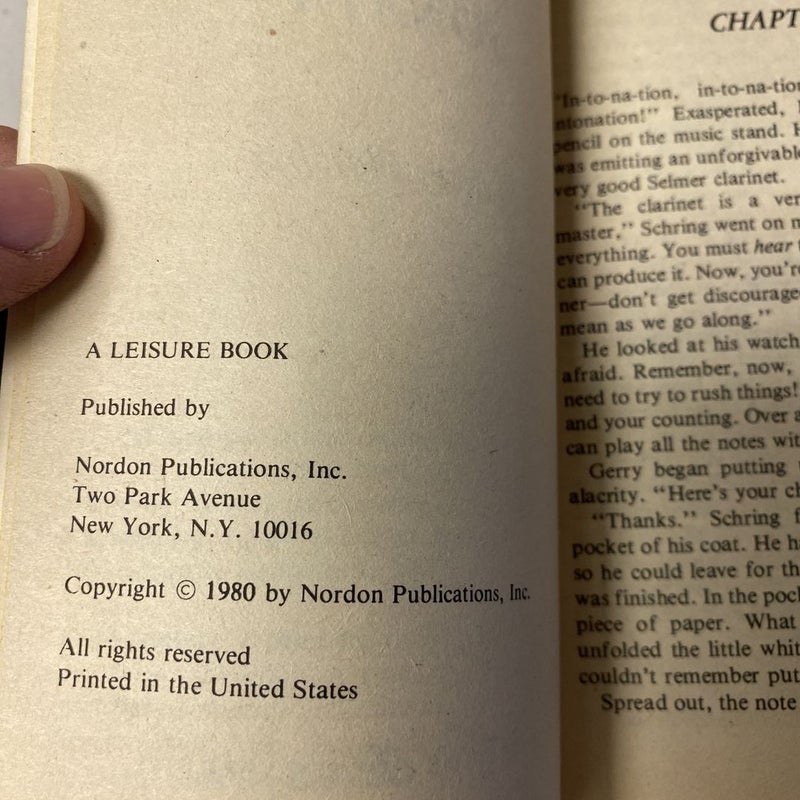 A LEISURE BOOK
Published by
Nordon Publications, Inc.
Two Park Avenue
New York, N.Y. 10016
Copyright © 1980 by Nordon Publications, Inc.
All rights reserved
Printed in the United States
CHAPT
"In-to-na-tion, in-to-na-tion
ntonation!" Exasperated,
pencil on the music stand. H
was emitting an unforgivabl
very good Selmer clarinet.
"The clarinet is a ver
master," Schring went on m
everything. You must hear t
can produce it. Now, you're
ner—don't get discourage
mean as we go along."
He looked at his watch
afraid. Remember, now,
need to try to rush things!
and your counting. Over a
can play all the notes wit
Gerry began putting
alacrity. "Here's your ch
"Thanks." Schring f
pocket of his coat. He ha
so he could leave for th
was finished. In the pock
piece of paper. What
unfolded the little whit
couldn't remember put
Spread out, the note